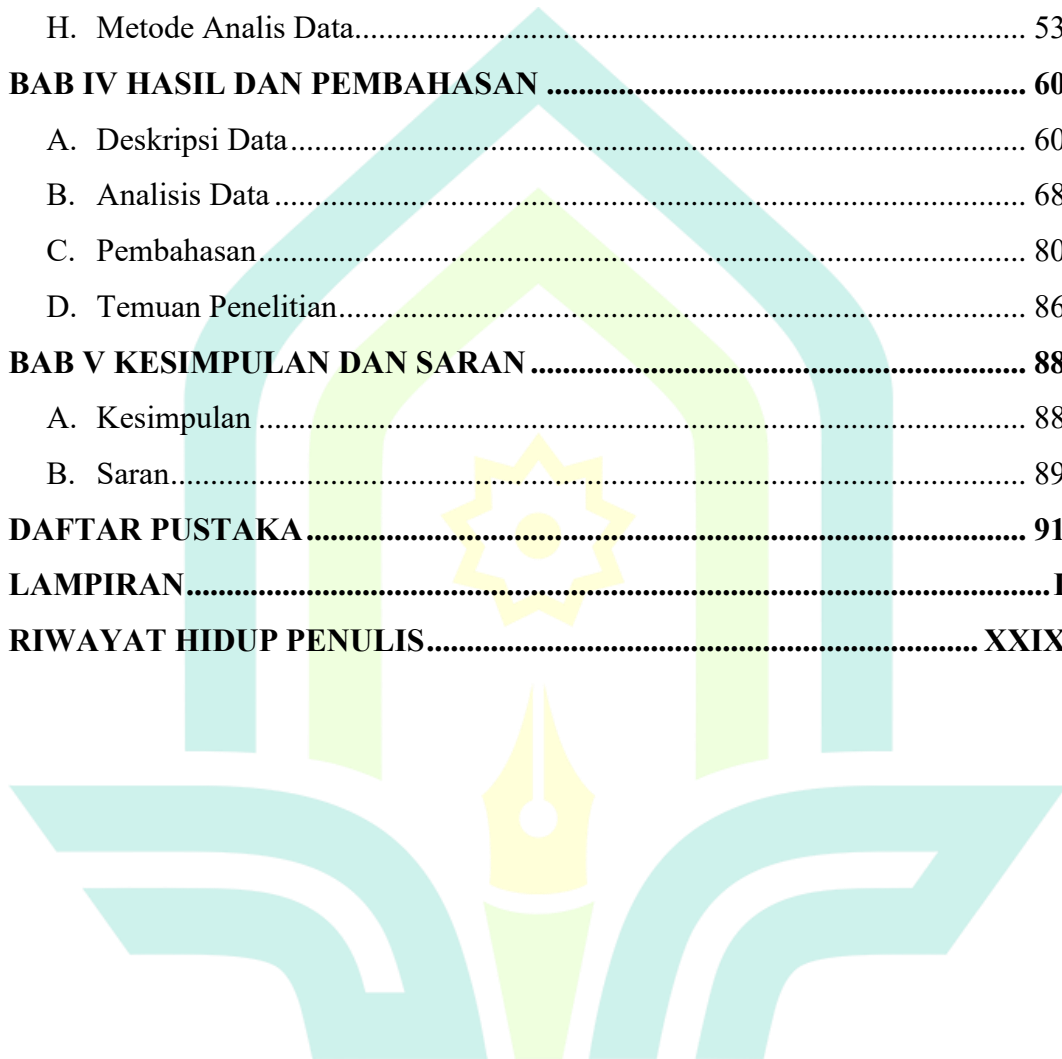 H. Metode Analis Data.................................................................................................. 53
BAB IV HASIL DAN PEMBAHASAN ..................................................................... 60
A. Deskripsi Data........................................................................................................... 60
B. Analisis Data ............................................................................................................. 68
C. Pembahasan............................................................................................................... 80
D. Temuan Penelitian.................................................................................................... 86
BAB V KESIMPULAN DAN SARAN ....................................................................... 88
A. Kesimpulan ............................................................................................................... 88
B. Saran........................................................................................................................... 89
DAFTAR PUSTAKA ........................................................................................................ 91
LAMPIRAN............................................................................................................................ I
RIWAYAT HIDUP PENULIS................................................................................ XXIX